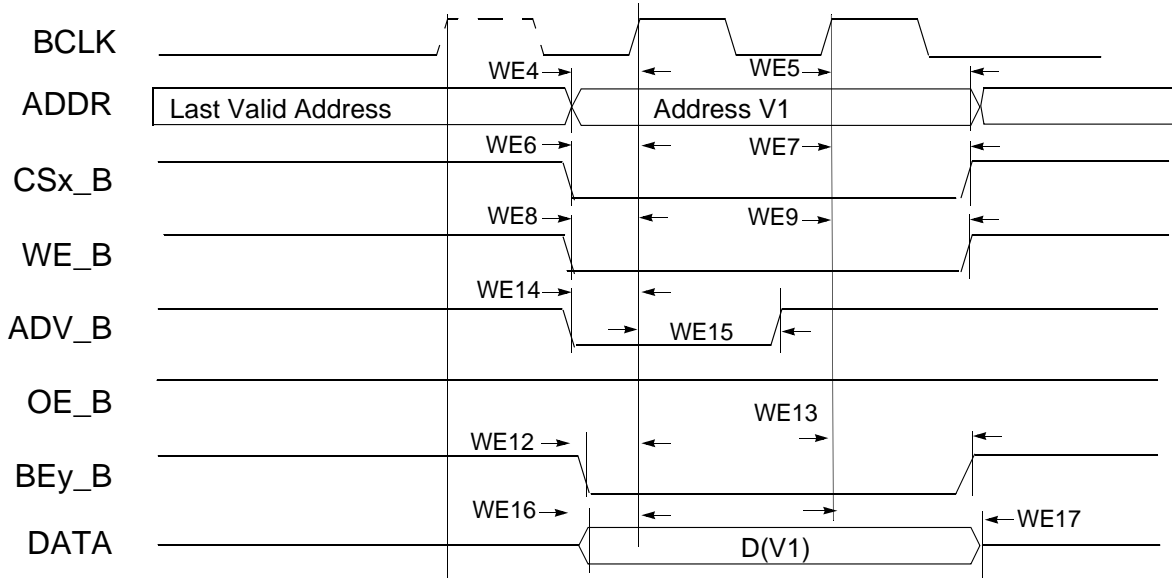 BCLK
WE4
WE5
ADDR
Last Valid Address
Address V1
WE6
WE7
CSx_B
WE8
WE9
WE_B
WE14
ADV_B
WE15
OE_B
WE13
WE12
BEy_B
WE16
WE17
DATA
D(V1)